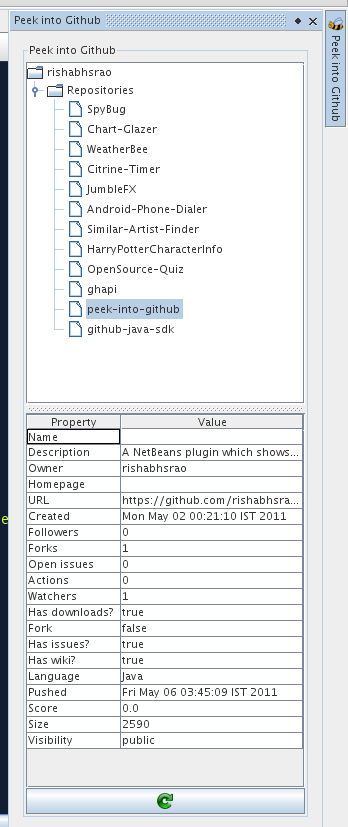 Peek into Github
Peek into Github
Peek into Github
rishabhsrao
Repositories
SpyBug
Chart-Glazer
WeatherBee
Citrine-Timer
JumbleFX
Android-Phone-Dialer
Similar-Artist-Finder
HarryPotterCharacterInfo
OpenSource-Quiz
ghapi
peek-into-github
github-java-sdk
Property Value
Name
Description A NetBeans plugin which shows...
Owner rishabhsrao
Homepage
URL https://github.com/rishabhsra...
Created Mon May 02 00:21:10 IST 2011
Followers 0
Forks 1
Open issues 0
Actions 0
Watchers 1
Has downloads? true
Fork false
Has issues? true
Has wiki? true
Language Java
Pushed Fri May 06 03:45:09 IST 2011
Score 0.0
Size 2590
Visibility public
e